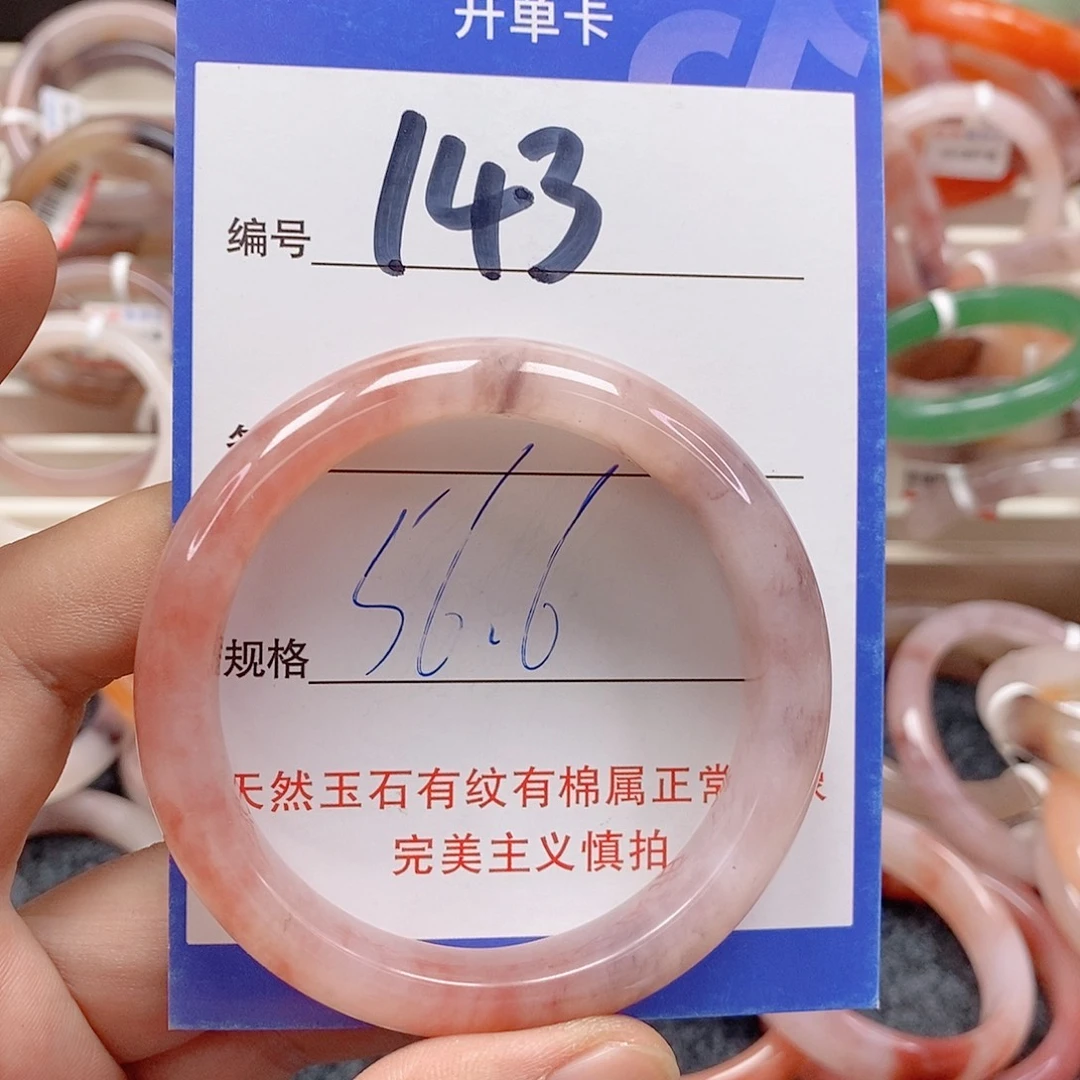 开单卡
编号 143
规格 56.6
天然玉石有纹有棉属正常
完美主义慎拍